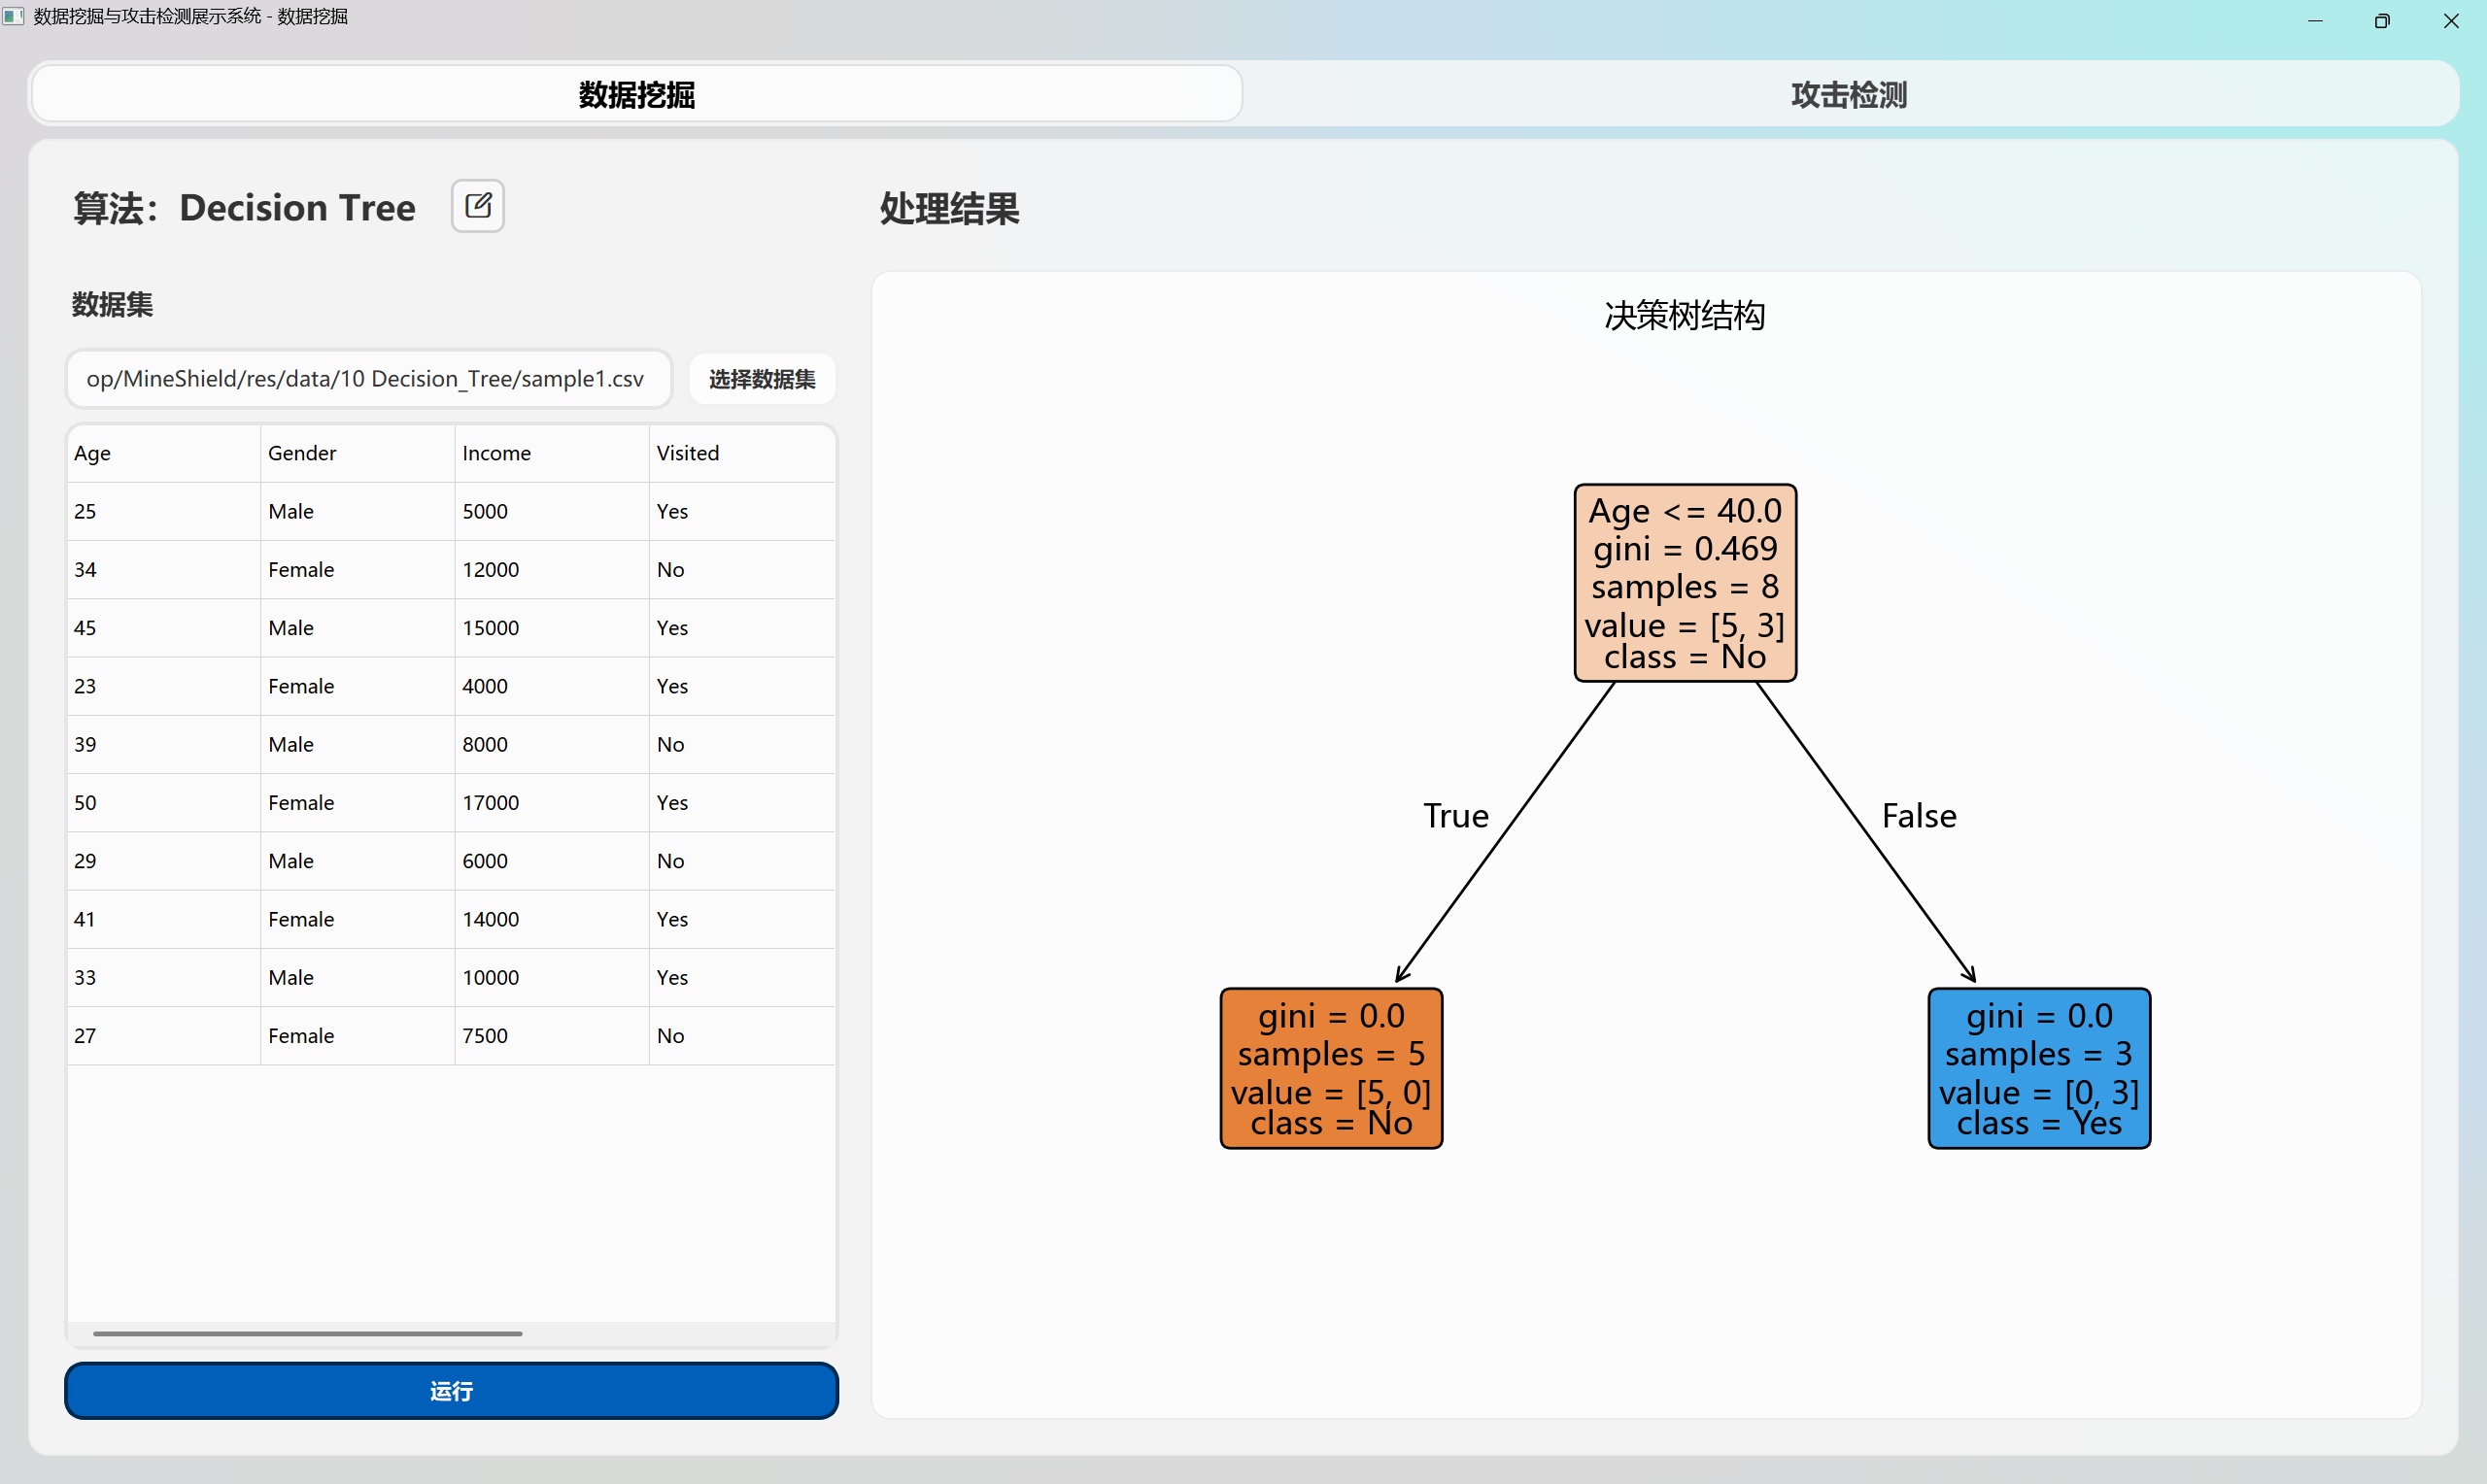 数据挖掘与攻击检测展示系统 - 数据挖掘
数据挖掘
攻击检测
算法：Decision Tree
处理结果
数据集
op/MineShield/res/data/10 Decision_Tree/sample1.csv
选择数据集
Age Gender Income Visited
25 Male 5000 Yes
34 Female 12000 No
45 Male 15000 Yes
23 Female 4000 Yes
39 Male 8000 No
50 Female 17000 Yes
29 Male 6000 No
41 Female 14000 Yes
33 Male 10000 Yes
27 Female 7500 No
运行
决策树结构
Age <= 40.0
gini = 0.469
samples = 8
value = [5, 3]
class = No
True
False
gini = 0.0
samples = 5
value = [5, 0]
class = No
gini = 0.0
samples = 3
value = [0, 3]
class = Yes